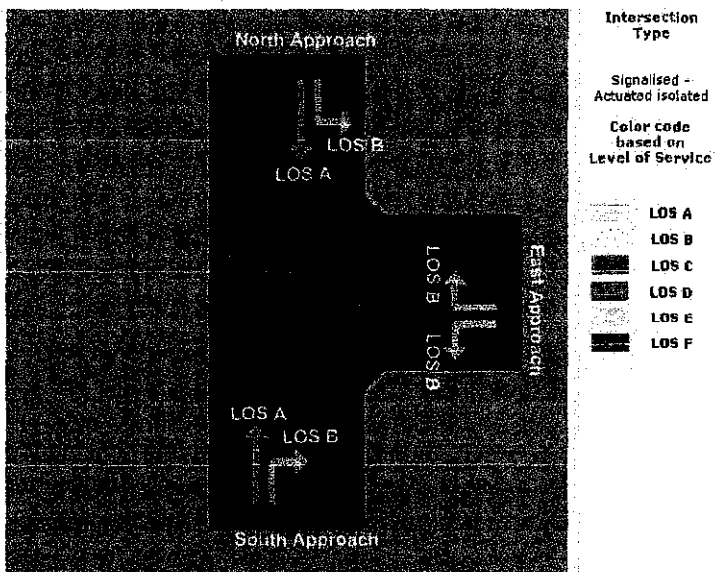 North Approach
LOS B
LOS A
LOS B
LOS B
East Approach
LOS A
LOS B
South Approach
Intersection
Type
Signalised -
Actuated isolated
Color code
based on
Level of Service
LOS A
LOS B
LOS C
LOS D
LOS E
LOS F